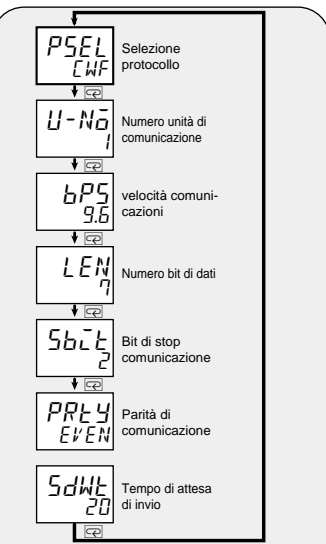 PSEL
CWF
Selezione
protocollo
U-No
1
Numero unità di
comunicazione
bPS
9.6
velocità comuni-
cazioni
LEN
7
Numero bit di dati
Sbit
2
Bit di stop
comunicazione
PRtY
EVEN
Parità di
comunicazione
SdWt
20
Tempo di attesa
di invio